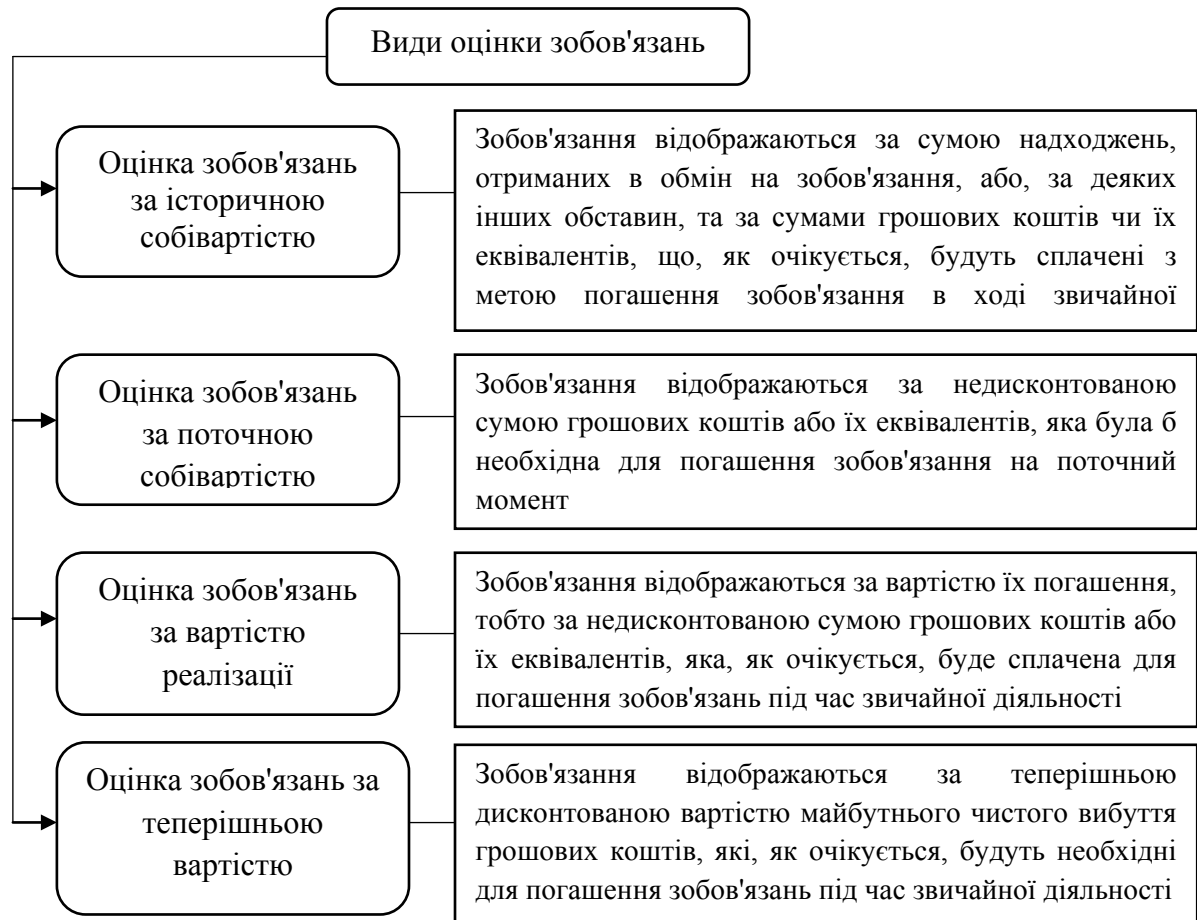 Види оцінки зобов'язань
Оцінка зобов'язань
за історичною
собівартістю
Зобов'язання відображаються за сумою надходжень,
отриманих в обмін на зобов'язання, або, за деяких
інших обставин, та за сумами грошових коштів чи їх
еквівалентів, що, як очікується, будуть сплачені з
метою погашення зобов'язання в ході звичайної
Оцінка зобов'язань
за поточною
собівартістю
Зобов'язання відображаються за недисконтованою
сумою грошових коштів або їх еквівалентів, яка була б
необхідна для погашення зобов'язання на поточний
момент
Оцінка зобов'язань
за вартістю
реалізації
Зобов'язання відображаються за вартістю їх погашення,
тобто за недисконтованою сумою грошових коштів або
їх еквівалентів, яка, як очікується, буде сплачена для
погашення зобов'язань під час звичайної діяльності
Оцінка зобов'язань за
теперішньою
вартістю
Зобов'язання відображаються за теперішньою
дисконтованою вартістю майбутнього чистого вибуття
грошових коштів, які, як очікується, будуть необхідні
для погашення зобов'язань під час звичайної діяльності